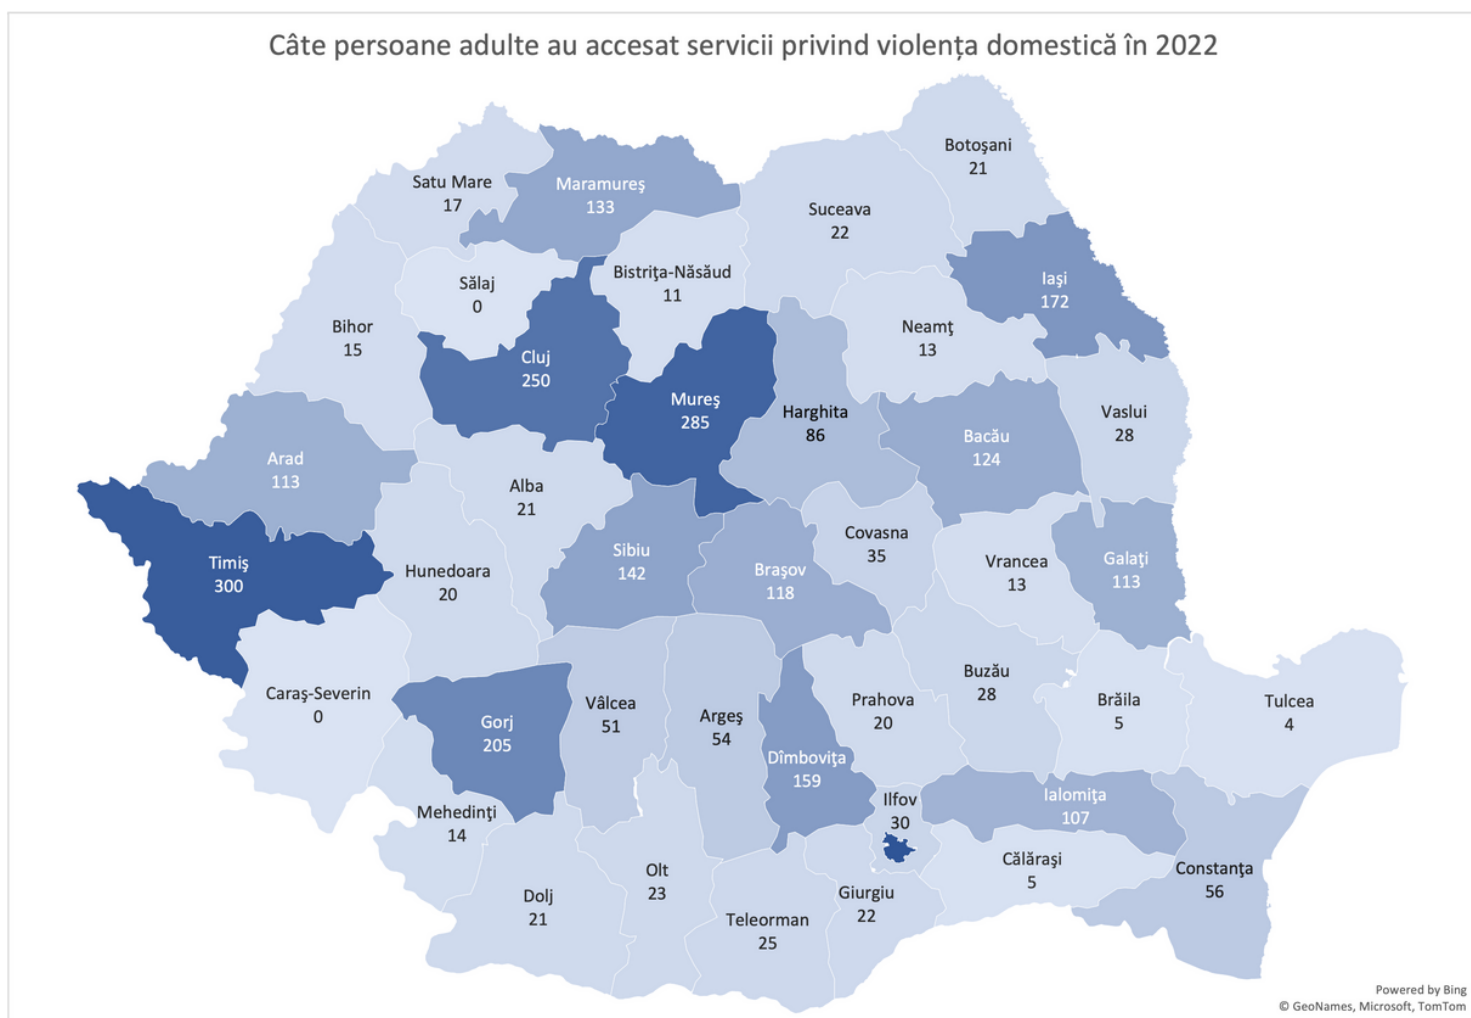 Câte persoane adulte au accesat servicii privind violența domestică în 2022
Botoşani
21
Satu Mare
17
Maramureş
133
Suceava
22
Iaşi
172
Bistriţa-Năsăud
11
Sălaj
0
Neamţ
13
Bihor
15
Cluj
250
Mureş
285
Harghita
86
Vaslui
28
Bacău
124
Arad
113
Alba
21
Covasna
35
Sibiu
142
Braşov
118
Vrancea
13
Galaţi
113
Timiş
300
Hunedoara
20
Caraş-Severin
0
Gorj
205
Vâlcea
51
Argeş
54
Prahova
20
Buzău
28
Brăila
5
Tulcea
4
Dîmboviţa
159
Ilfov
30
Ialomiţa
107
Mehedinţi
14
Călăraşi
5
Constanţa
56
Olt
23
Dolj
21
Teleorman
25
Giurgiu
22
Powered by Bing
© GeoNames, Microsoft, TomTom